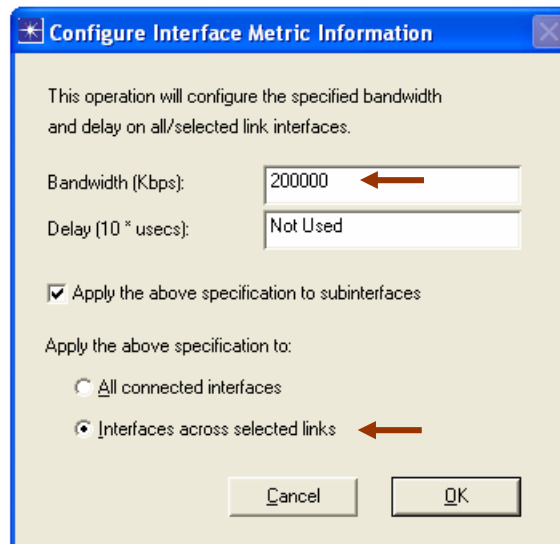 Configure Interface Metric Information
This operation will configure the specified bandwidth
and delay on all/selected link interfaces.
Bandwidth (Kbps): 200000
Delay (10 * usecs): Not Used
Apply the above specification to subinterfaces
Apply the above specification to:
All connected interfaces
Interfaces across selected links
Cancel OK